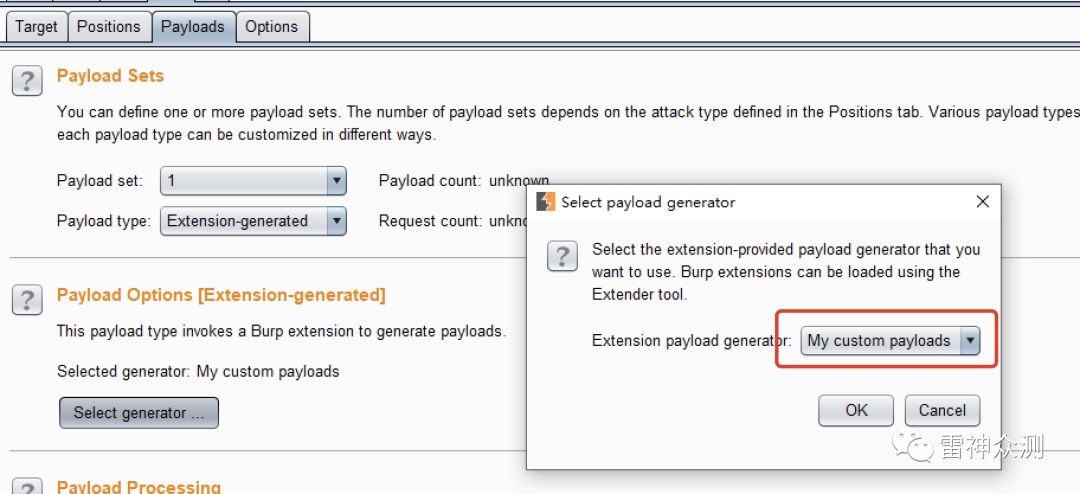 Target Positions Payloads Options
Payload Sets
You can define one or more payload sets. The number of payload sets depends on the attack type defined in the Positions tab. Various payload types
each payload type can be customized in different ways.
Payload set: 1 Payload count: unknown
Payload type: Extension-generated Request count:
Payload Options [Extension-generated]
This payload type invokes a Burp extension to generate payloads.
Selected generator: My custom payloads
Select generator ...
Payload Processing
Select payload generator
Select the extension-provided payload generator that you
want to use. Burp extensions can be loaded using the
Extender tool.
Extension payload generator: My custom payloads
OK Cancel
雷神众测